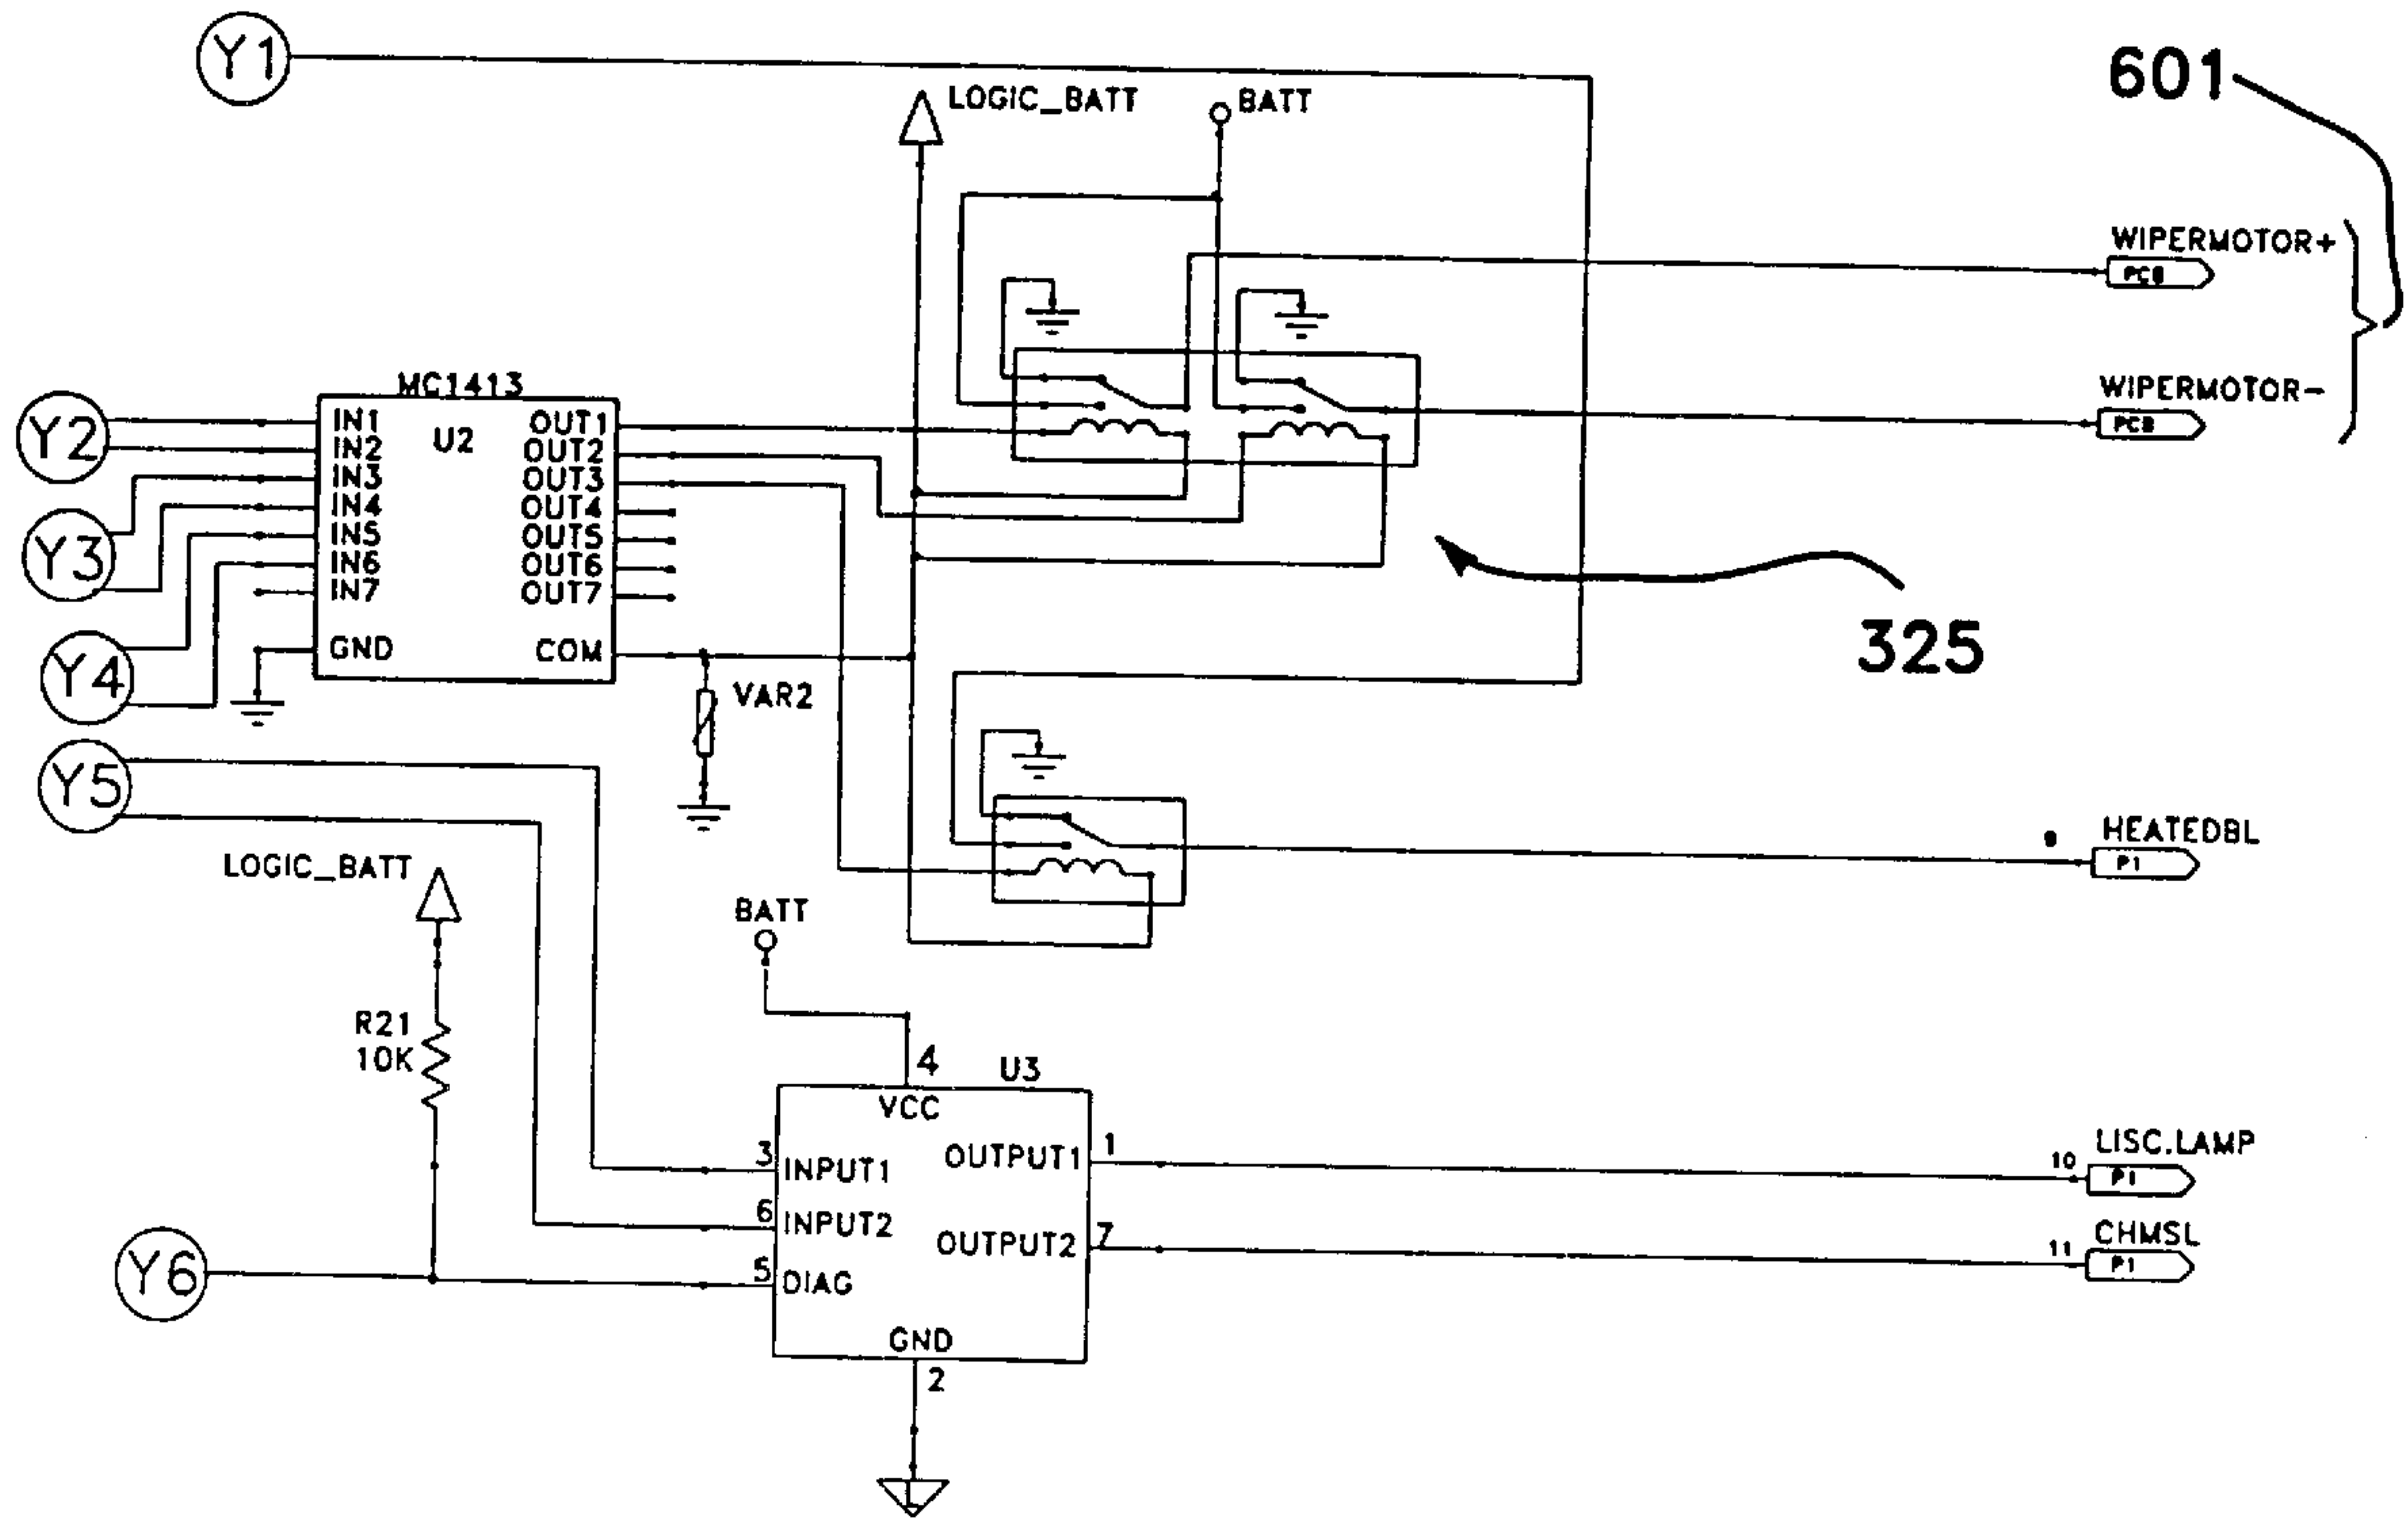 Y1
601
LOGIC_BATT
BATT
WIPERMOTOR+
PCB
WIPERMOTOR-
PCB
MC1413
U2
Y2
Y3
Y4
IN1
IN2
IN3
IN4
IN5
IN6
IN7
GND
OUT1
OUT2
OUT3
OUT4
OUT5
OUT6
OUT7
COM
325
VAR2
Y5
LOGIC_BATT
BATT
HEATEDBL
P1
R21
10K
4
U3
VCC
3
INPUT1
6
INPUT2
5
DIAG
OUTPUT1
1
OUTPUT2
7
GND
2
10
LISC.LAMP
P1
11
CHMSL
P1
Y6